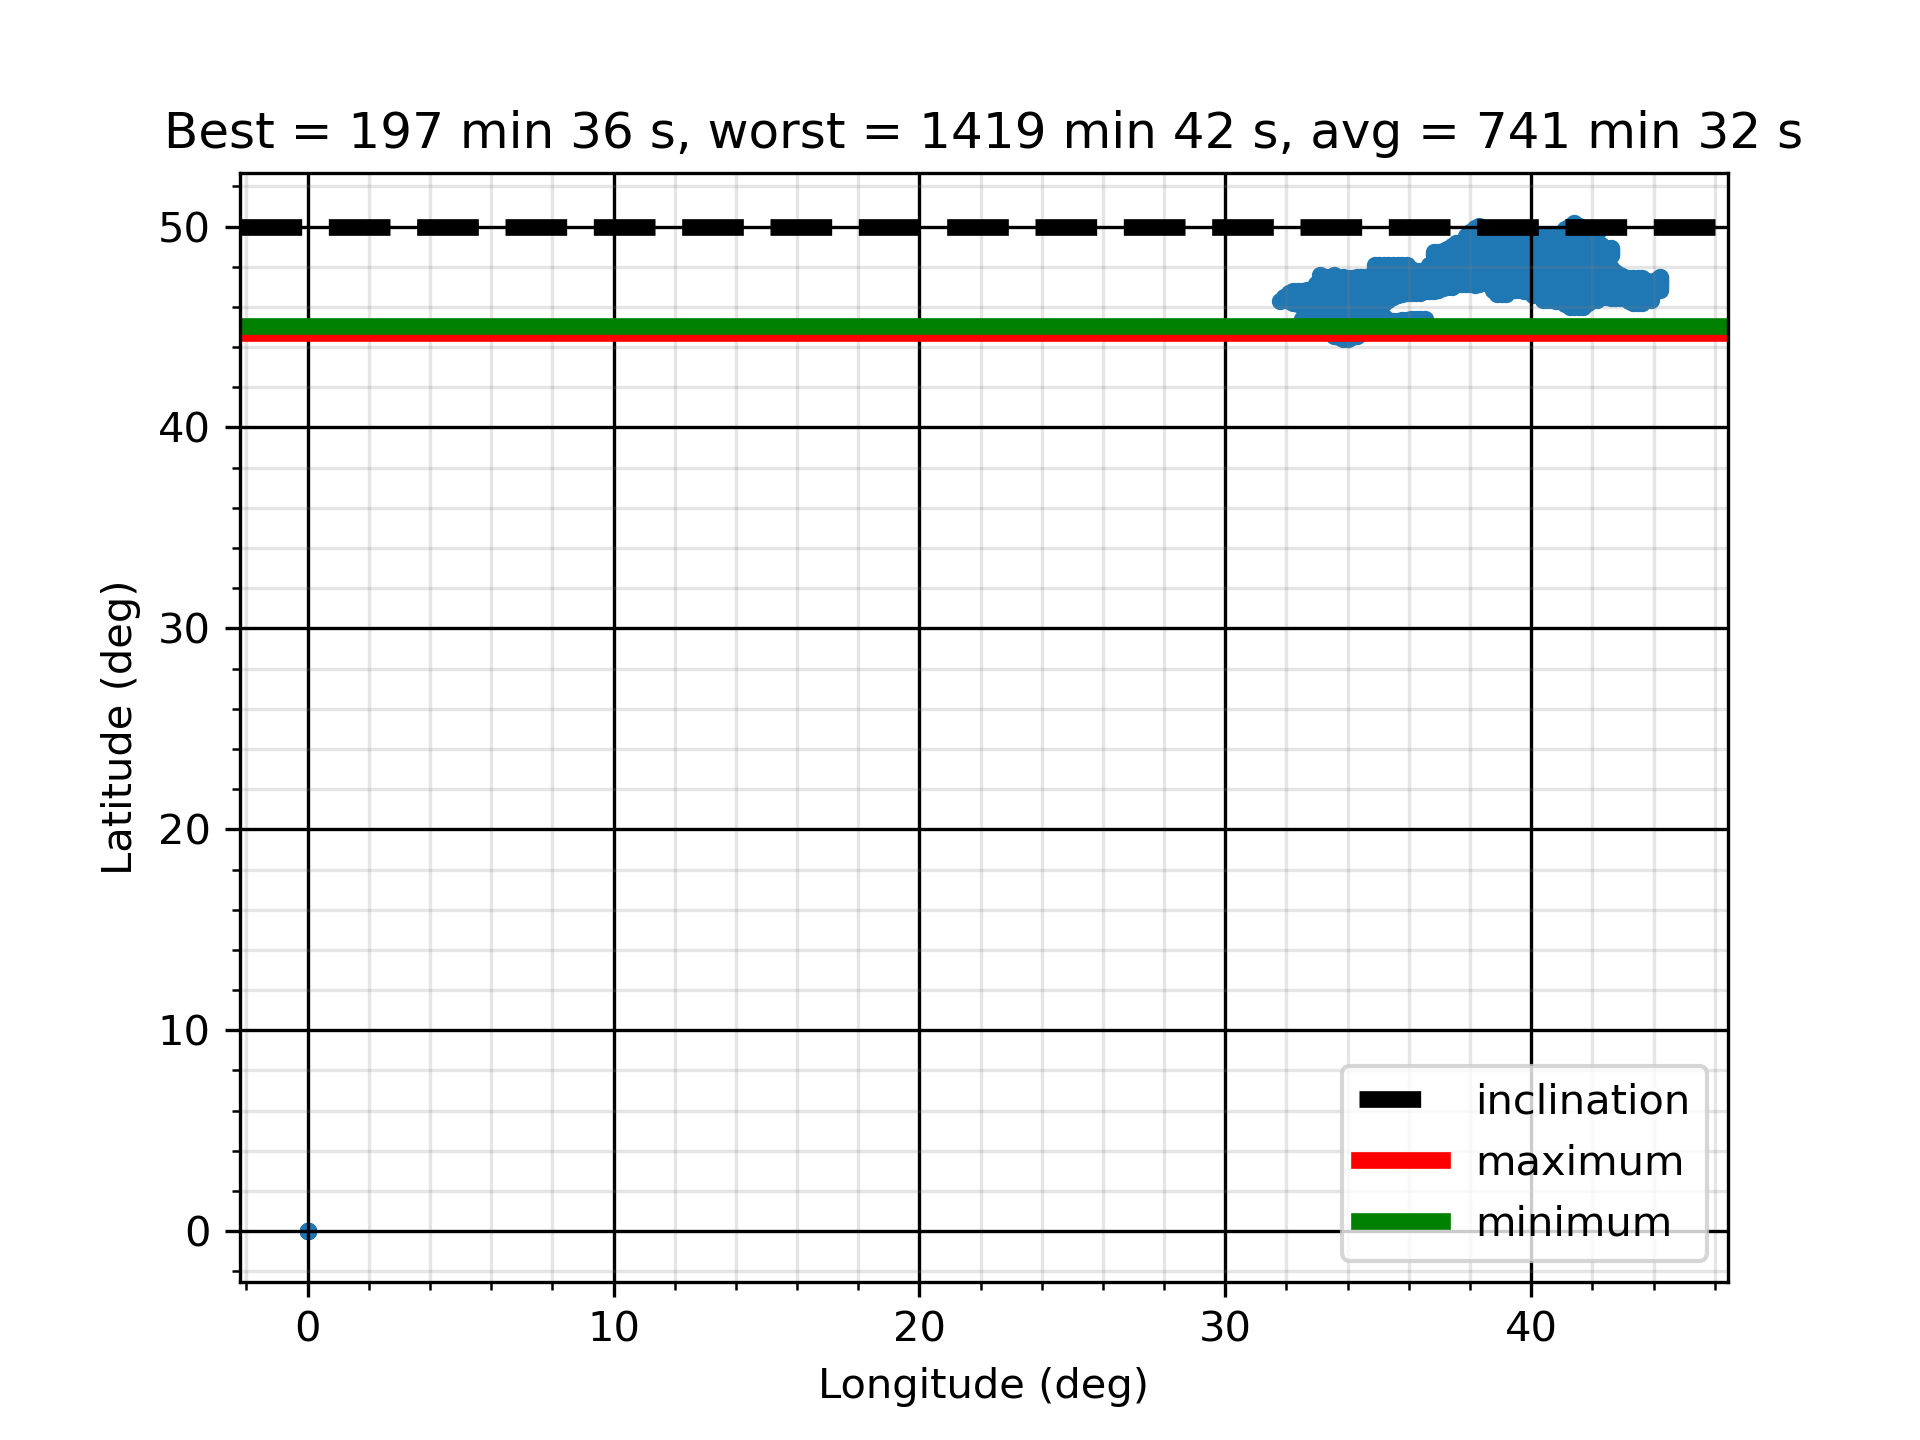 Best = 197 min 36 s, worst = 1419 min 42 s, avg = 741 min 32 s
50
40
30
20
10
0
Latitude (deg)
inclination
maximum
minimum
0 10 20 30 40
Longitude (deg)